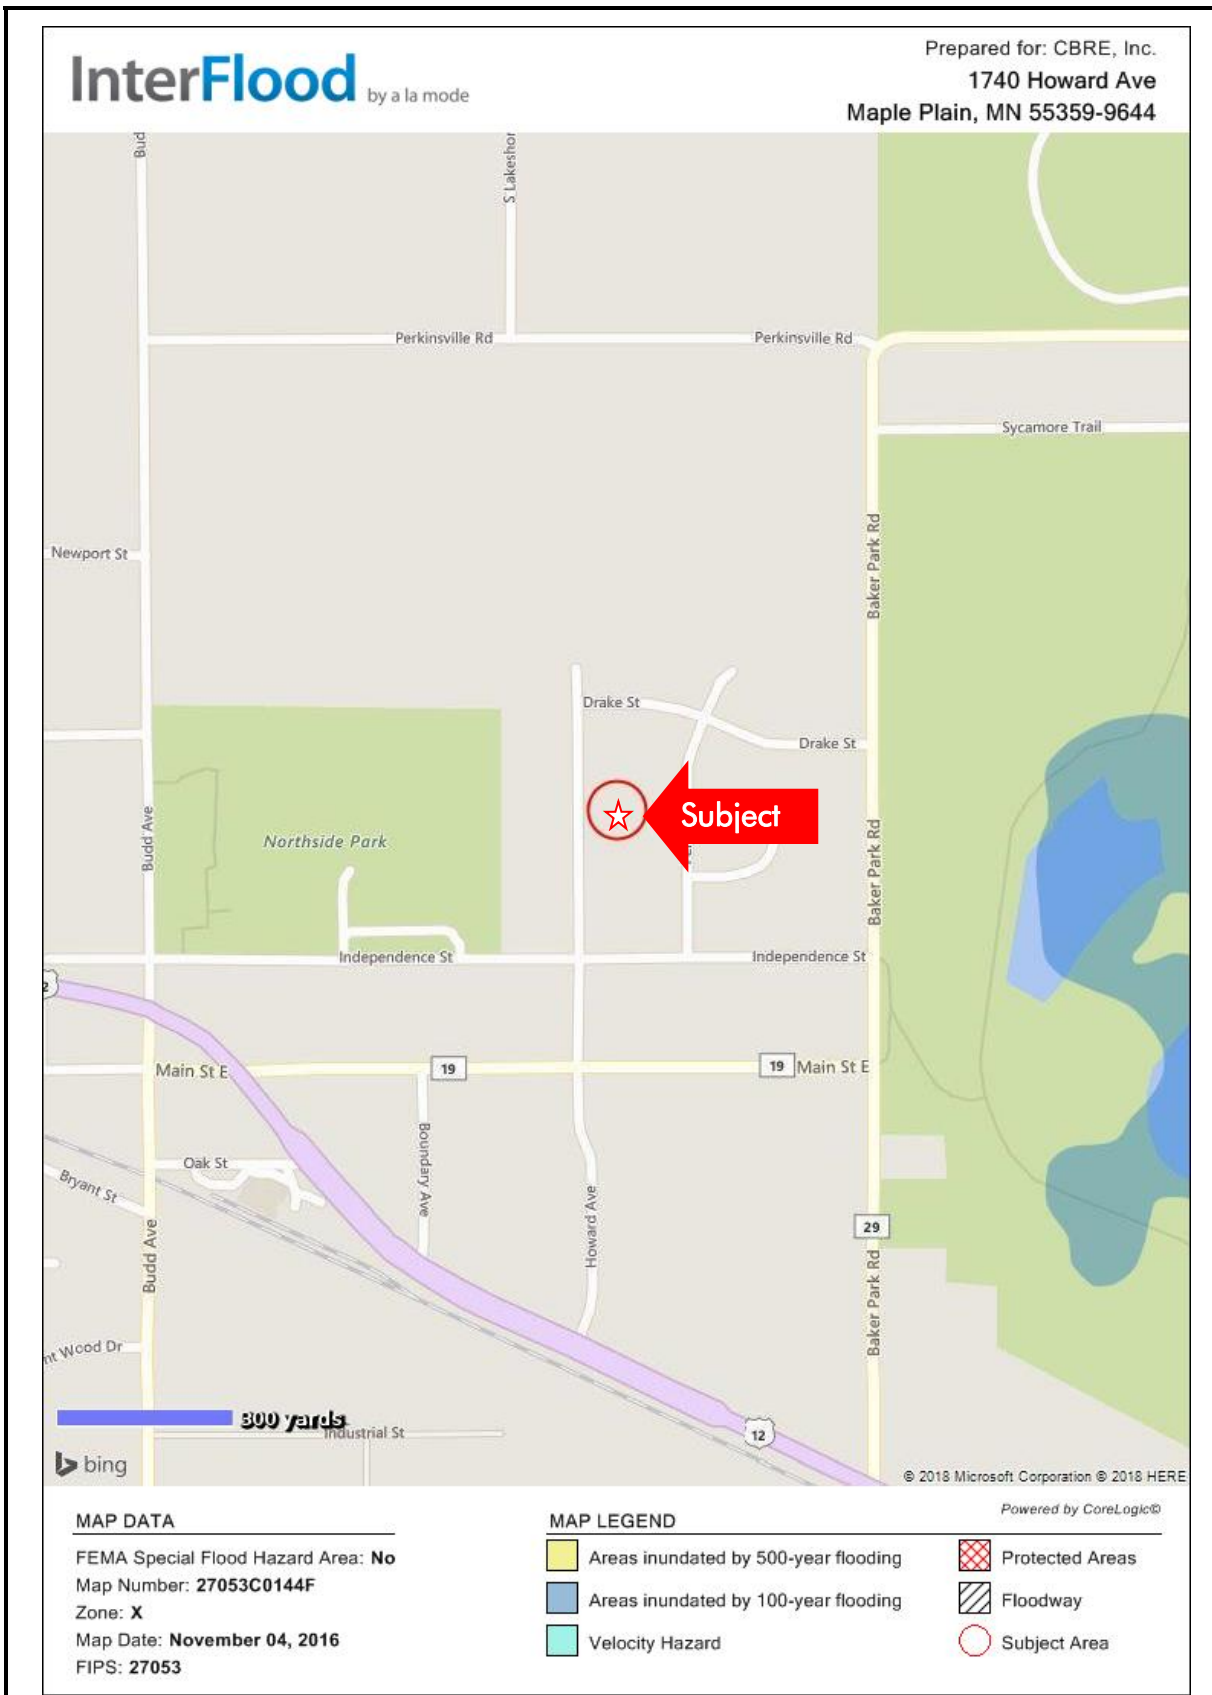 InterFlood by a la mode
Prepared for: CBRE, Inc.
1740 Howard Ave
Maple Plain, MN 55359-9644
Bud
S Lakeshor
Perkinsville Rd
Perkinsville Rd
Sycamore Trail
Newport St
Baker Park Rd
Drake St
Drake St
Subject
Budd Ave
Northside Park
Baker Park Rd
Independence St
Independence St
2
Main St E
19
19
Main St E
Boundary Ave
Oak St
Bryant St
Howard Ave
29
Budd Ave
Baker Park Rd
nt Wood Dr
300 yards
Industrial St
12
bing
© 2018 Microsoft Corporation © 2018 HERE
Powered by CoreLogic©
MAP DATA
FEMA Special Flood Hazard Area: No
Map Number: 27053C0144F
Zone: X
Map Date: November 04, 2016
FIPS: 27053
MAP LEGEND
Areas inundated by 500-year flooding
Areas inundated by 100-year flooding
Velocity Hazard
Protected Areas
Floodway
Subject Area